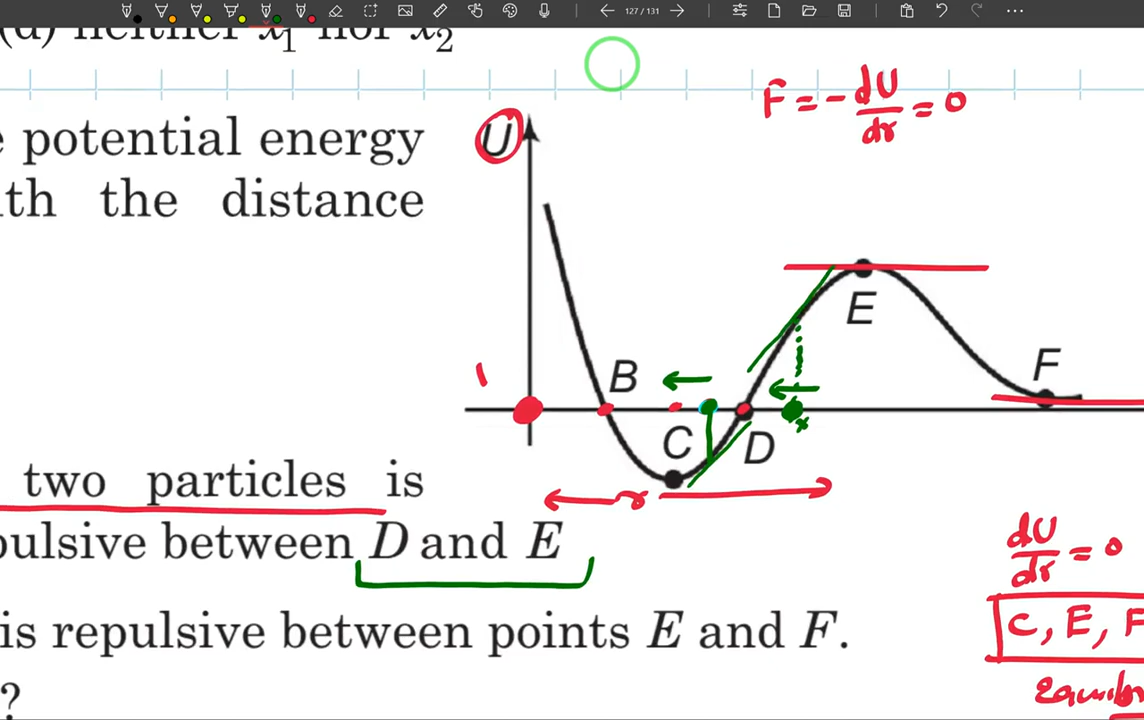 127 / 131
(d) neither x₁ nor x₂
F = - dU/dr = 0
potential energy U
th the distance
E
B F
C D
two particles is r
pulsive between D and E
dU/dr = 0
is repulsive between points E and F. C, E, F
?